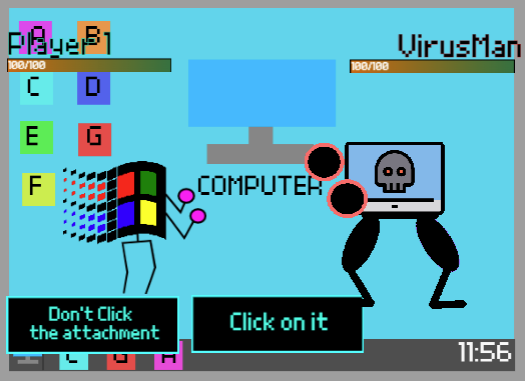 A B
Player1
VirusMan
100/100
100/100
C D
E G
F
COMPUTER
Don't Click
the attachment
Click on it
C G A
11:56